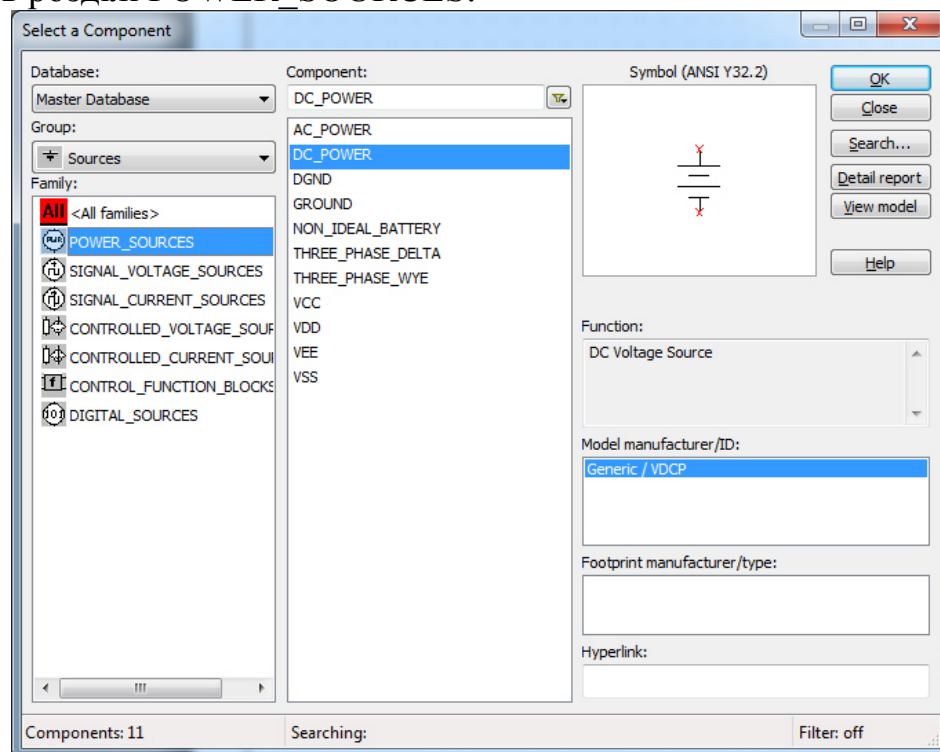 В розділі POWER_SOURCES:
Select a Component
Database:
Master Database
Group:
Sources
Family:
All <All families>
POWER_SOURCES
SIGNAL_VOLTAGE_SOURCES
SIGNAL_CURRENT_SOURCES
CONTROLLED_VOLTAGE_SOUF
CONTROLLED_CURRENT_SOUI
CONTROL_FUNCTION_BLOCKS
DIGITAL_SOURCES
Component:
DC_POWER
AC_POWER
DC_POWER
DGND
GROUND
NON_IDEAL_BATTERY
THREE_PHASE_DELTA
THREE_PHASE_WYE
VCC
VDD
VEE
VSS
Symbol (ANSI Y32.2)
OK
Close
Search...
Detail report
View model
Help
Function:
DC Voltage Source
Model manufacturer/ID:
Generic / VDCP
Footprint manufacturer/type:
Hyperlink:
Components: 11
Searching:
Filter: off